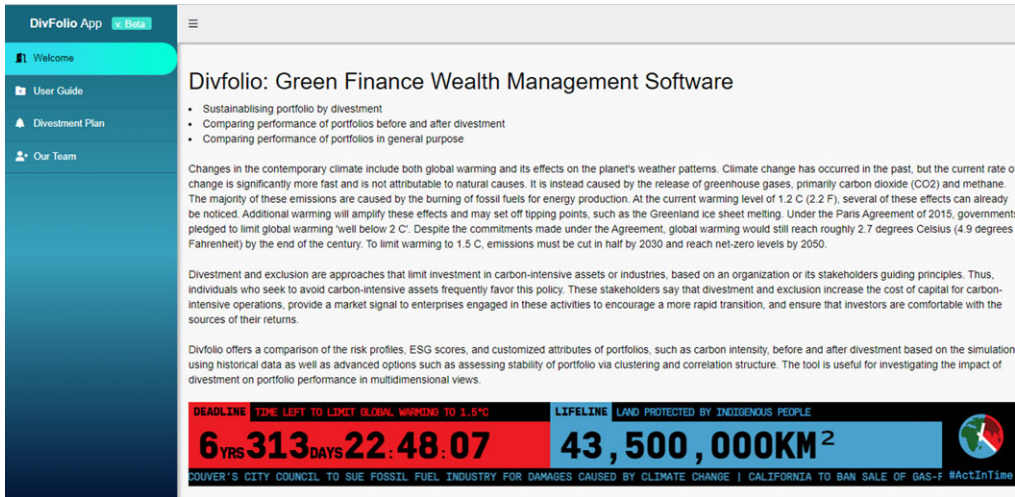 DivFolio App v. Beta
Welcome
User Guide
Divestment Plan
Our Team
Divfolio: Green Finance Wealth Management Software
• Sustainablising portfolio by divestment
• Comparing performance of portfolios before and after divestment
• Comparing performance of portfolios in general purpose
Changes in the contemporary climate include both global warming and its effects on the planet's weather patterns. Climate change has occurred in the past, but the current rate o
change is significantly more fast and is not attributable to natural causes. It is instead caused by the release of greenhouse gases, primarily carbon dioxide (CO2) and methane.
The majority of these emissions are caused by the burning of fossil fuels for energy production. At the current warming level of 1.2 C (2.2 F), several of these effects can already
be noticed. Additional warming will amplify these effects and may set off tipping points, such as the Greenland ice sheet melting. Under the Paris Agreement of 2015, governments
pledged to limit global warming 'well below 2 C'. Despite the commitments made under the Agreement, global warming would still reach roughly 2.7 degrees Celsius (4.9 degrees
Fahrenheit) by the end of the century. To limit warming to 1.5 C, emissions must be cut in half by 2030 and reach net-zero levels by 2050.
Divestment and exclusion are approaches that limit investment in carbon-intensive assets or industries, based on an organization or its stakeholders guiding principles. Thus,
individuals who seek to avoid carbon-intensive assets frequently favor this policy. These stakeholders say that divestment and exclusion increase the cost of capital for carbon-
intensive operations, provide a market signal to enterprises engaged in these activities to encourage a more rapid transition, and ensure that investors are comfortable with the
sources of their returns.
Divfolio offers a comparison of the risk profiles, ESG scores, and customized attributes of portfolios, such as carbon intensity, before and after divestment based on the simulation
using historical data as well as advanced options such as assessing stability of portfolio via clustering and correlation structure. The tool is useful for investigating the impact of
divestment on portfolio performance in multidimensional views.
DEADLINE TIME LEFT TO LIMIT GLOBAL WARMING TO 1.5°C
6YRS313DAYS22:48:07
LIFELINE LAND PROTECTED BY INDIGENOUS PEOPLE
43,500,000KM²
COUVER'S CITY COUNCIL TO SUE FOSSIL FUEL INDUSTRY FOR DAMAGES CAUSED BY CLIMATE CHANGE | CALIFORNIA TO BAN SALE OF GAS-F #ActInTime